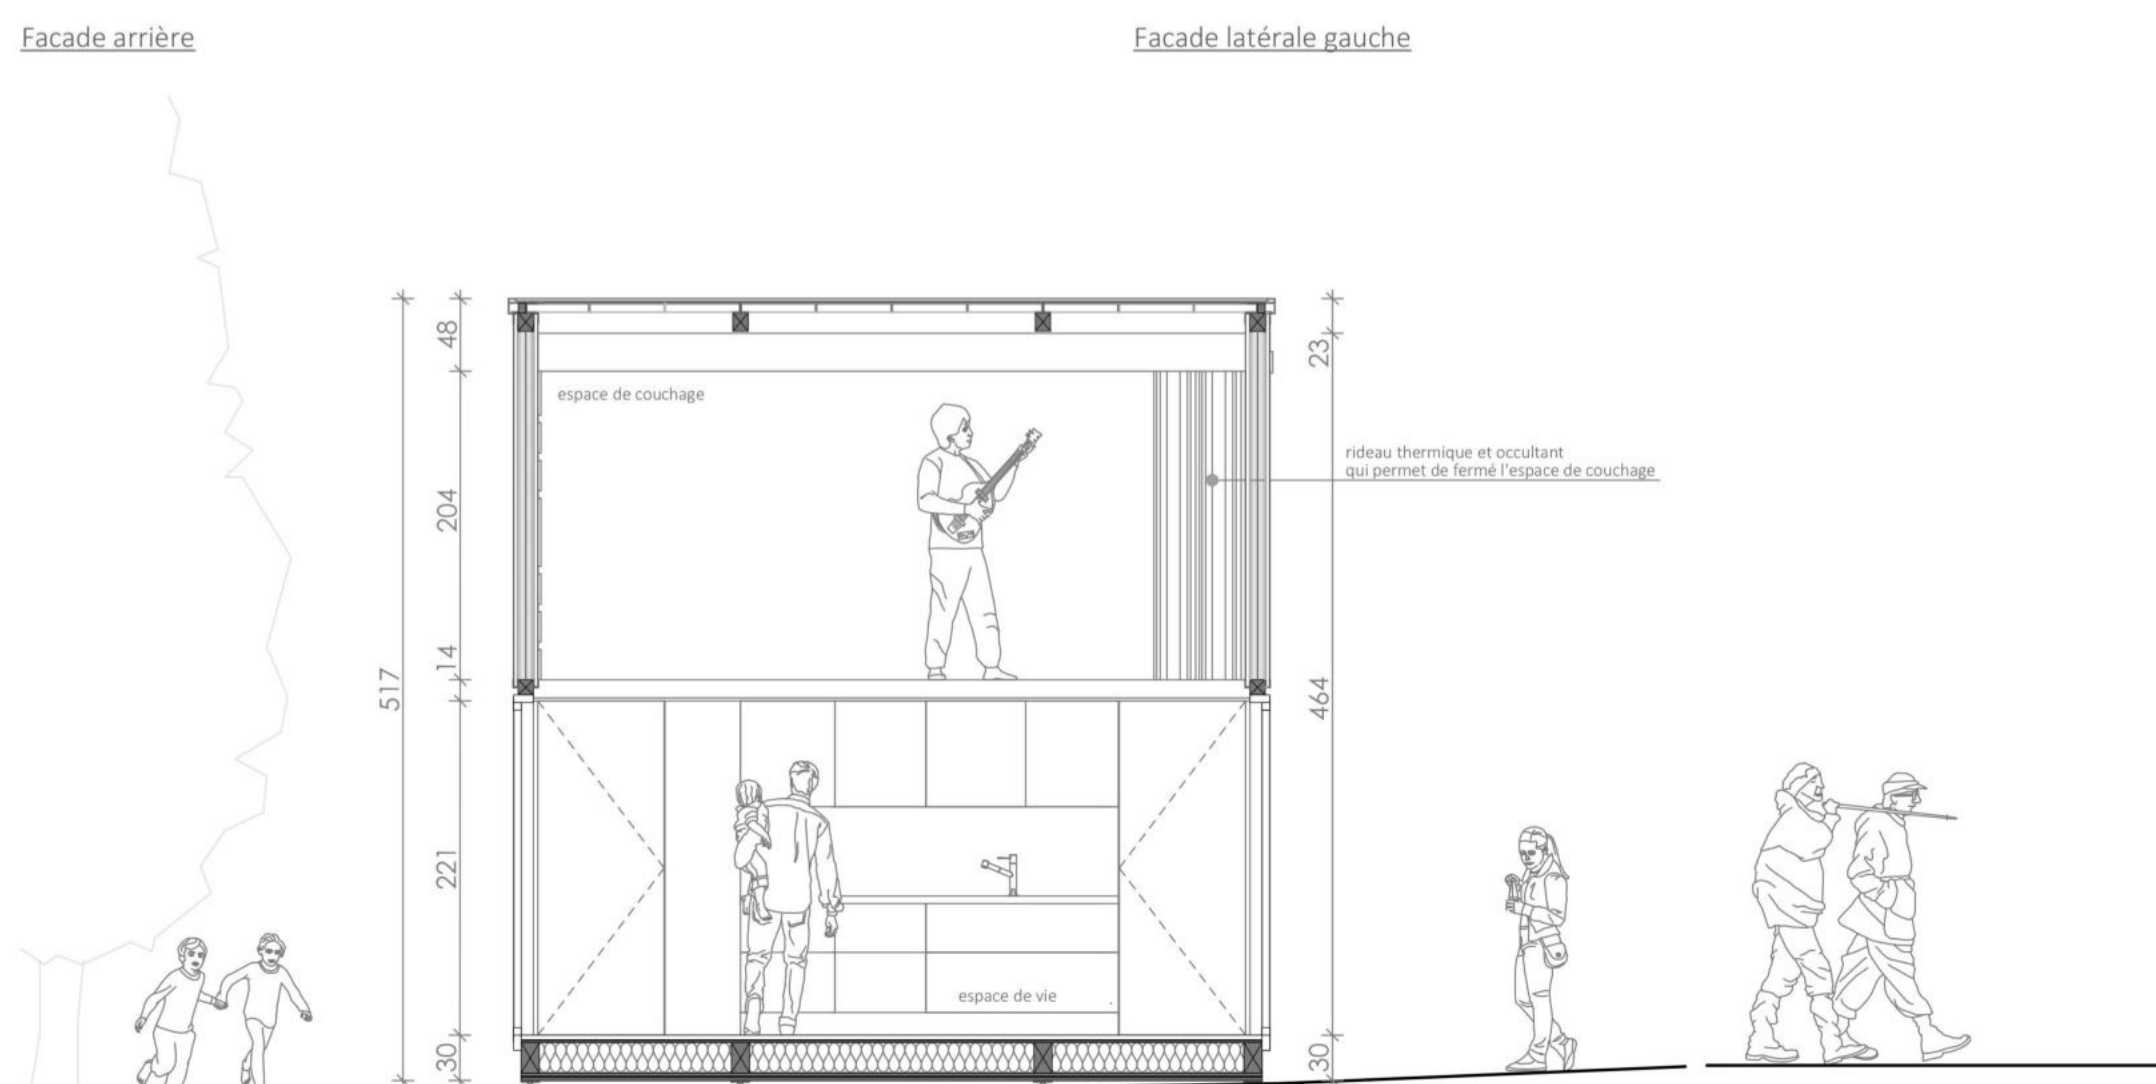 Facade arrière
Facade latérale gauche
48
23
espace de couchage
rideau thermique et occultant
qui permet de fermé l'espace de couchage
204
14
517
464
221
espace de vie
30
30